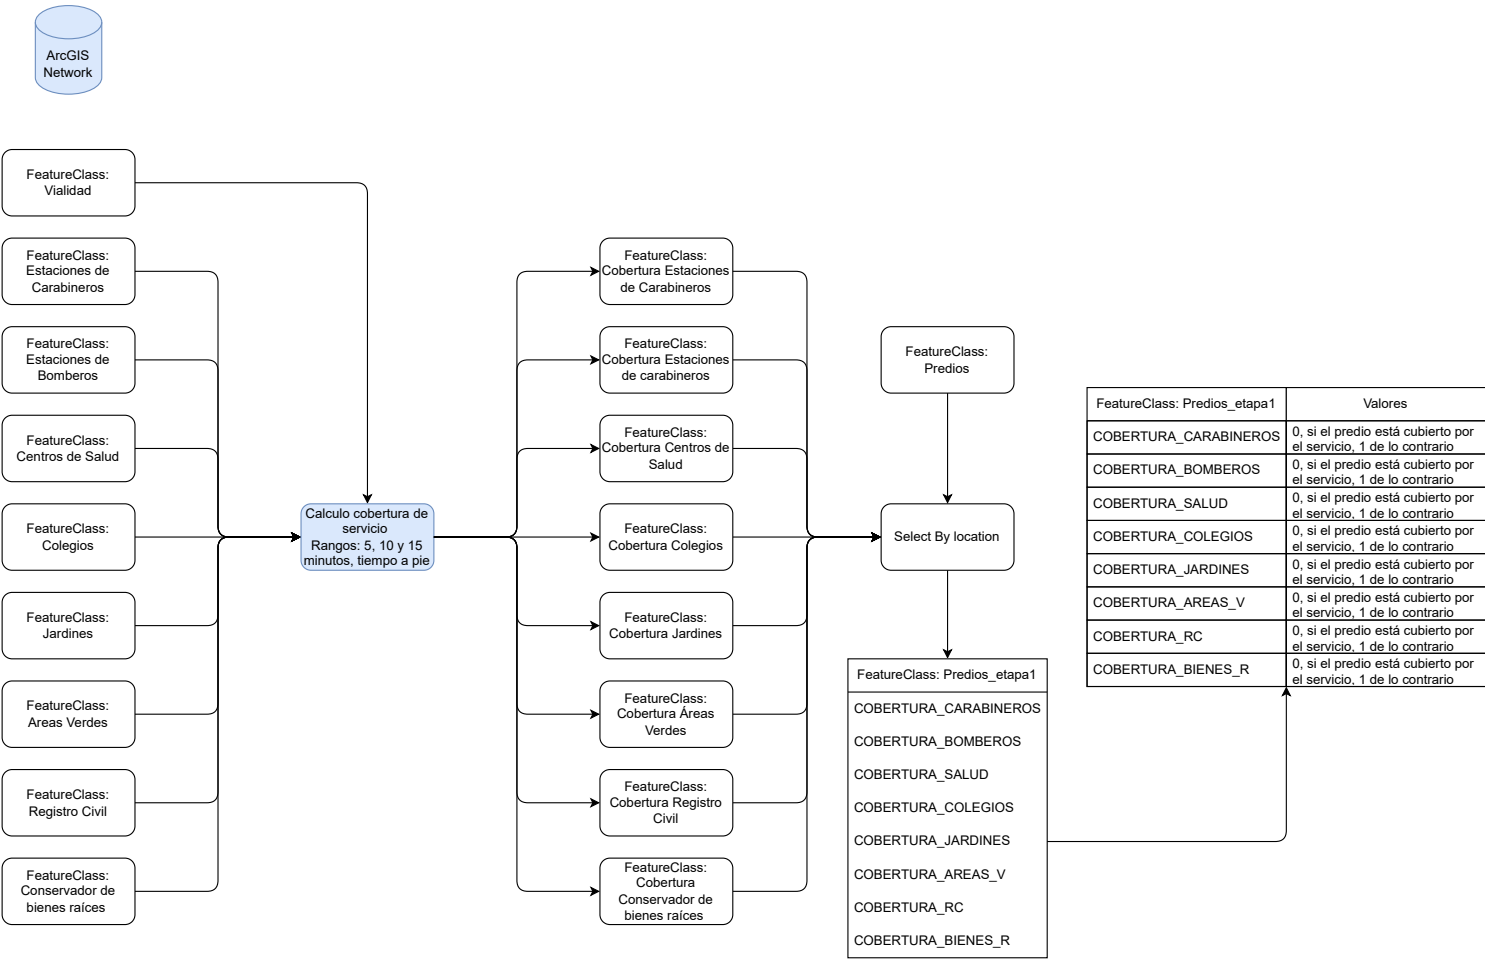 ArcGIS
Network
FeatureClass:
Vialidad
FeatureClass:
Estaciones de
Carabineros
FeatureClass:
Estaciones de
Bomberos
FeatureClass:
Centros de Salud
FeatureClass:
Colegios
FeatureClass:
Jardines
FeatureClass:
Areas Verdes
FeatureClass:
Registro Civil
FeatureClass:
Conservador de
bienes raíces
Calculo cobertura de
servicio
Rangos: 5, 10 y 15
minutos, tiempo a pie
FeatureClass:
Cobertura Estaciones
de Carabineros
FeatureClass:
Cobertura Estaciones
de carabineros
FeatureClass:
Cobertura Centros de
Salud
FeatureClass:
Cobertura Colegios
FeatureClass:
Cobertura Jardines
FeatureClass:
Cobertura Áreas
Verdes
FeatureClass:
Cobertura Registro
Civil
FeatureClass:
Cobertura
Conservador de
bienes raíces
FeatureClass:
Predios
Select By location
FeatureClass: Predios_etapa1
COBERTURA_CARABINEROS
COBERTURA_BOMBEROS
COBERTURA_SALUD
COBERTURA_COLEGIOS
COBERTURA_JARDINES
COBERTURA_AREAS_V
COBERTURA_RC
COBERTURA_BIENES_R
FeatureClass: Predios_etapa1 Valores
COBERTURA_CARABINEROS 0, si el predio está cubierto por
el servicio, 1 de lo contrario
COBERTURA_BOMBEROS 0, si el predio está cubierto por
el servicio, 1 de lo contrario
COBERTURA_SALUD 0, si el predio está cubierto por
el servicio, 1 de lo contrario
COBERTURA_COLEGIOS 0, si el predio está cubierto por
el servicio, 1 de lo contrario
COBERTURA_JARDINES 0, si el predio está cubierto por
el servicio, 1 de lo contrario
COBERTURA_AREAS_V 0, si el predio está cubierto por
el servicio, 1 de lo contrario
COBERTURA_RC 0, si el predio está cubierto por
el servicio, 1 de lo contrario
COBERTURA_BIENES_R 0, si el predio está cubierto por
el servicio, 1 de lo contrario